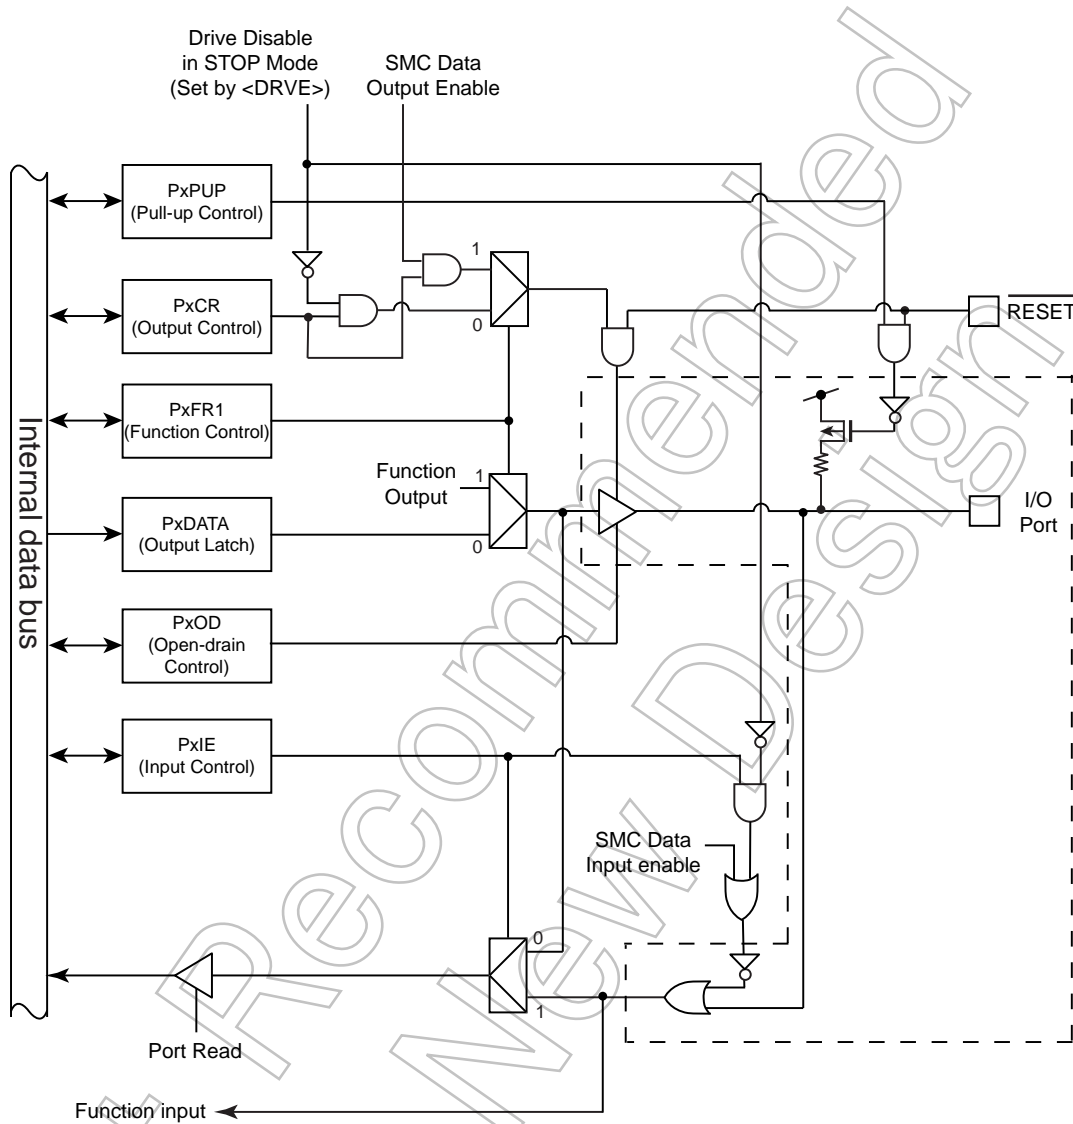 Drive Disable
in STOP Mode
(Set by <DRVE>)
SMC Data
Output Enable
PxPUP
(Pull-up Control)
1
PxCR
(Output Control)
0
RESET
PxFR1
(Function Control)
Function
Output
1
I/O
Port
PxDATA
(Output Latch)
0
Internal data bus
PxOD
(Open-drain
Control)
PxIE
(Input Control)
SMC Data
Input enable
0
1
Port Read
Function input
Recommended
New Design